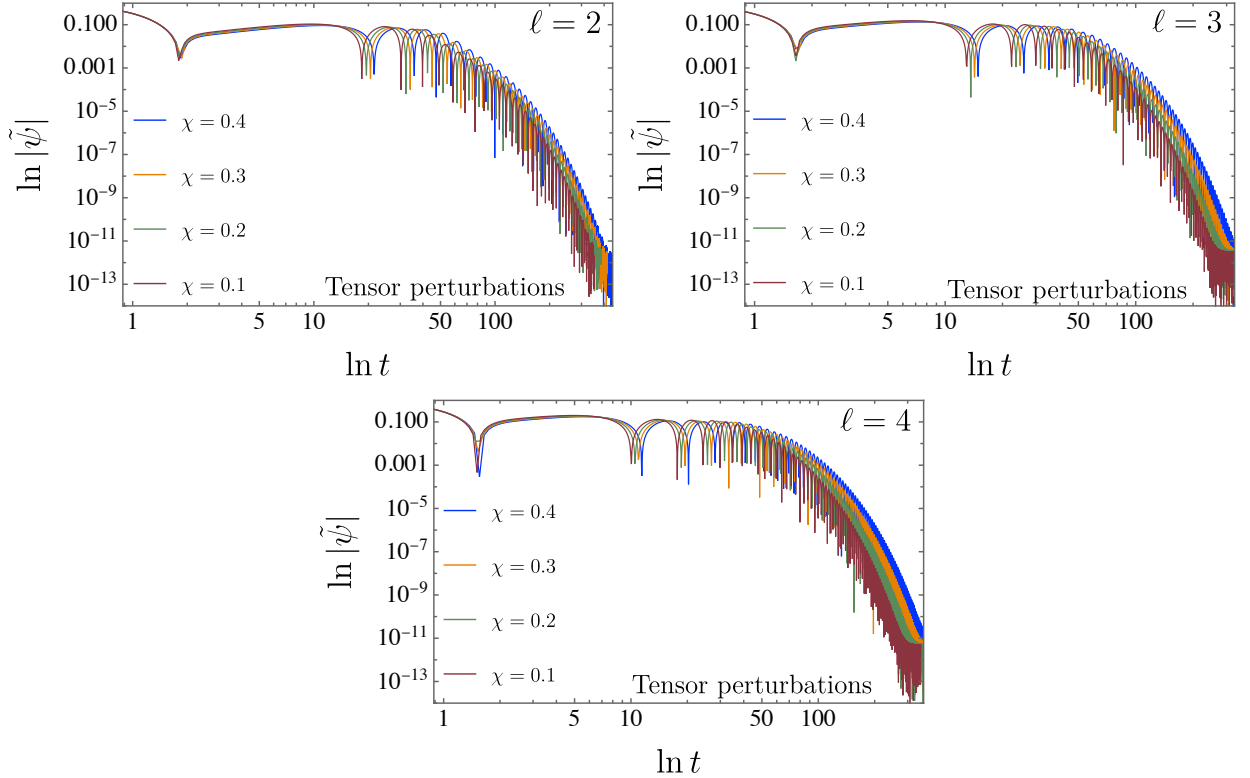 ℓ = 2
0.100
0.001
10^{-5}
10^{-7}
10^{-9}
10^{-11}
10^{-13}
ln |ψ̃|
χ = 0.4
χ = 0.3
χ = 0.2
χ = 0.1
Tensor perturbations
1 5 10 50 100
ln t
ℓ = 3
0.100
0.001
10^{-5}
10^{-7}
10^{-9}
10^{-11}
10^{-13}
ln |ψ̃|
χ = 0.4
χ = 0.3
χ = 0.2
χ = 0.1
Tensor perturbations
1 5 10 50 100
ln t
ℓ = 4
0.100
0.001
10^{-5}
10^{-7}
10^{-9}
10^{-11}
10^{-13}
ln |ψ̃|
χ = 0.4
χ = 0.3
χ = 0.2
χ = 0.1
Tensor perturbations
1 5 10 50 100
ln t